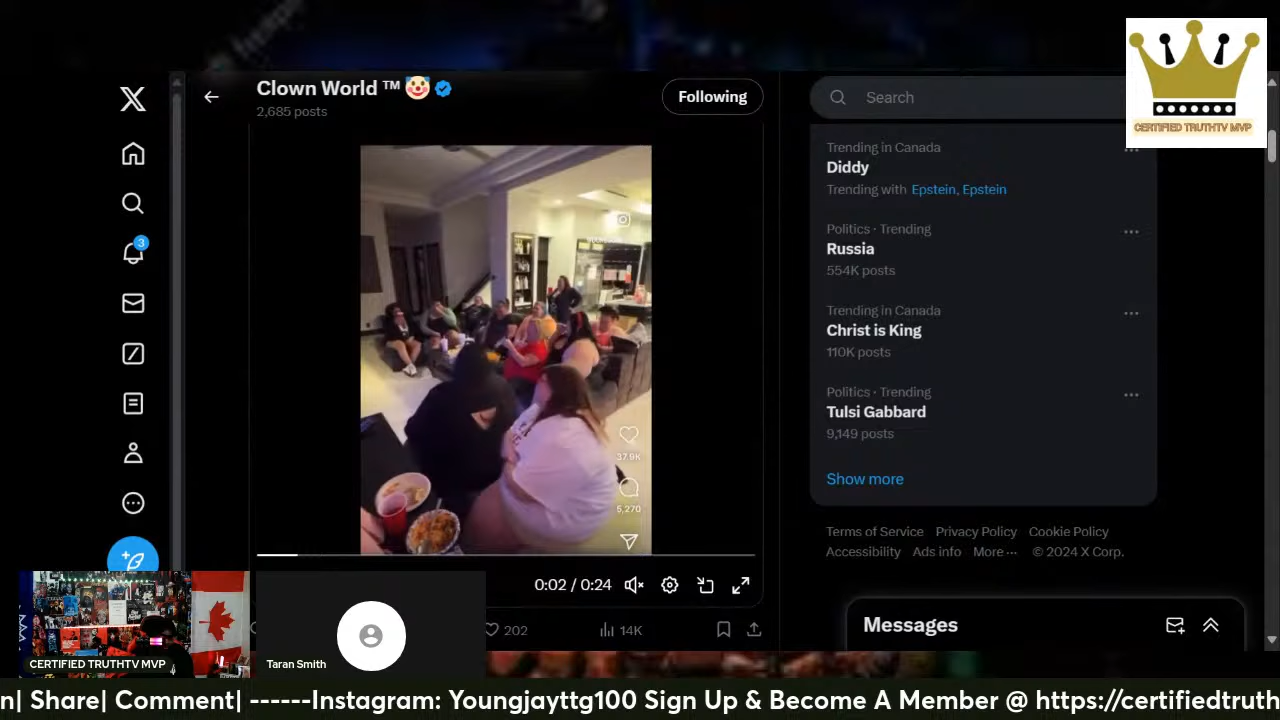 Clown World ™ 🤡
2,685 posts
Following
Search
CERTIFIED TRUTHTV MVP
Trending in Canada
Diddy
Trending with Epstein, Epstein
Politics · Trending
Russia
554K posts
Trending in Canada
Christ is King
110K posts
Politics · Trending
Tulsi Gabbard
9,149 posts
Show more
Terms of Service Privacy Policy Cookie Policy
Accessibility Ads info More ··· © 2024 X Corp.
3
37.9K
5,270
0:02 / 0:24
202
14K
Messages
CERTIFIED TRUTHTV MVP
Taran Smith
n| Share| Comment| ------Instagram: Youngjayttg100 Sign Up & Become A Member @ https://certifiedtruth